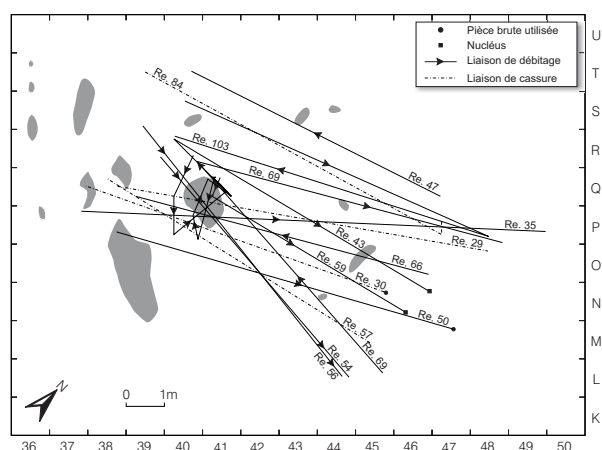 Pièce brute utilisée
Nucléus
Liaison de débitage
Liaison de cassure
U
T
S
R
Q
P
O
N
M
L
K
Re. 84
Re. 103
Re. 69
Re. 47
Re. 35
Re. 29
Re. 43
Re. 66
Re. 59
Re. 30
Re. 50
Re. 57
Re. 69
Re. 54
Re. 56
N
0 1m
36 37 38 39 40 41 42 43 44 45 46 47 48 49 50